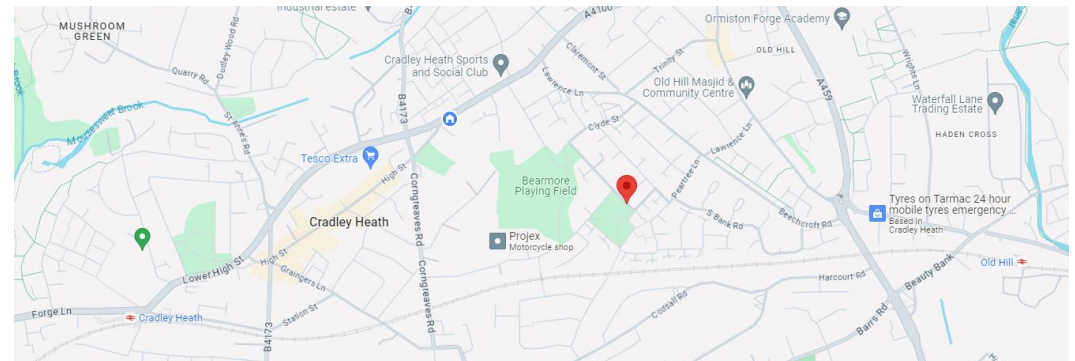 MUSHROOM
GREEN
Industrial estate
Dudley Wood Rd
Quarry Rd
Mousesweet Brook
St Anne's Rd
B4173
A4100
Cradley Heath Sports
and Social Club
Claremont St
Lawrence Ln
Trinity St
Ormiston Forge Academy
OLD HILL
Old Hill Masjid &
Community Centre
A459
Wrights Ln
Waterfall Lane
Trading Estate
HADEN CROSS
Clyde St
Lawrence Ln
Peartree Ln
Tesco Extra
High St
Bearmore
Playing Field
Cradley Heath
Projex
Motorcycle shop
S Bank Rd
Beechcroft Rd
Tyres on Tarmac 24 hour
mobile tyres emergency ...
Based in
Cradley Heath
Corngreaves Rd
Corngreaves Rd
High St
Graingers Ln
Lower High St
Beauty Bank
Old Hill
Harcourt Rd
Codsall Rd
Barrs Rd
Forge Ln
Cradley Heath
Station St
B4173